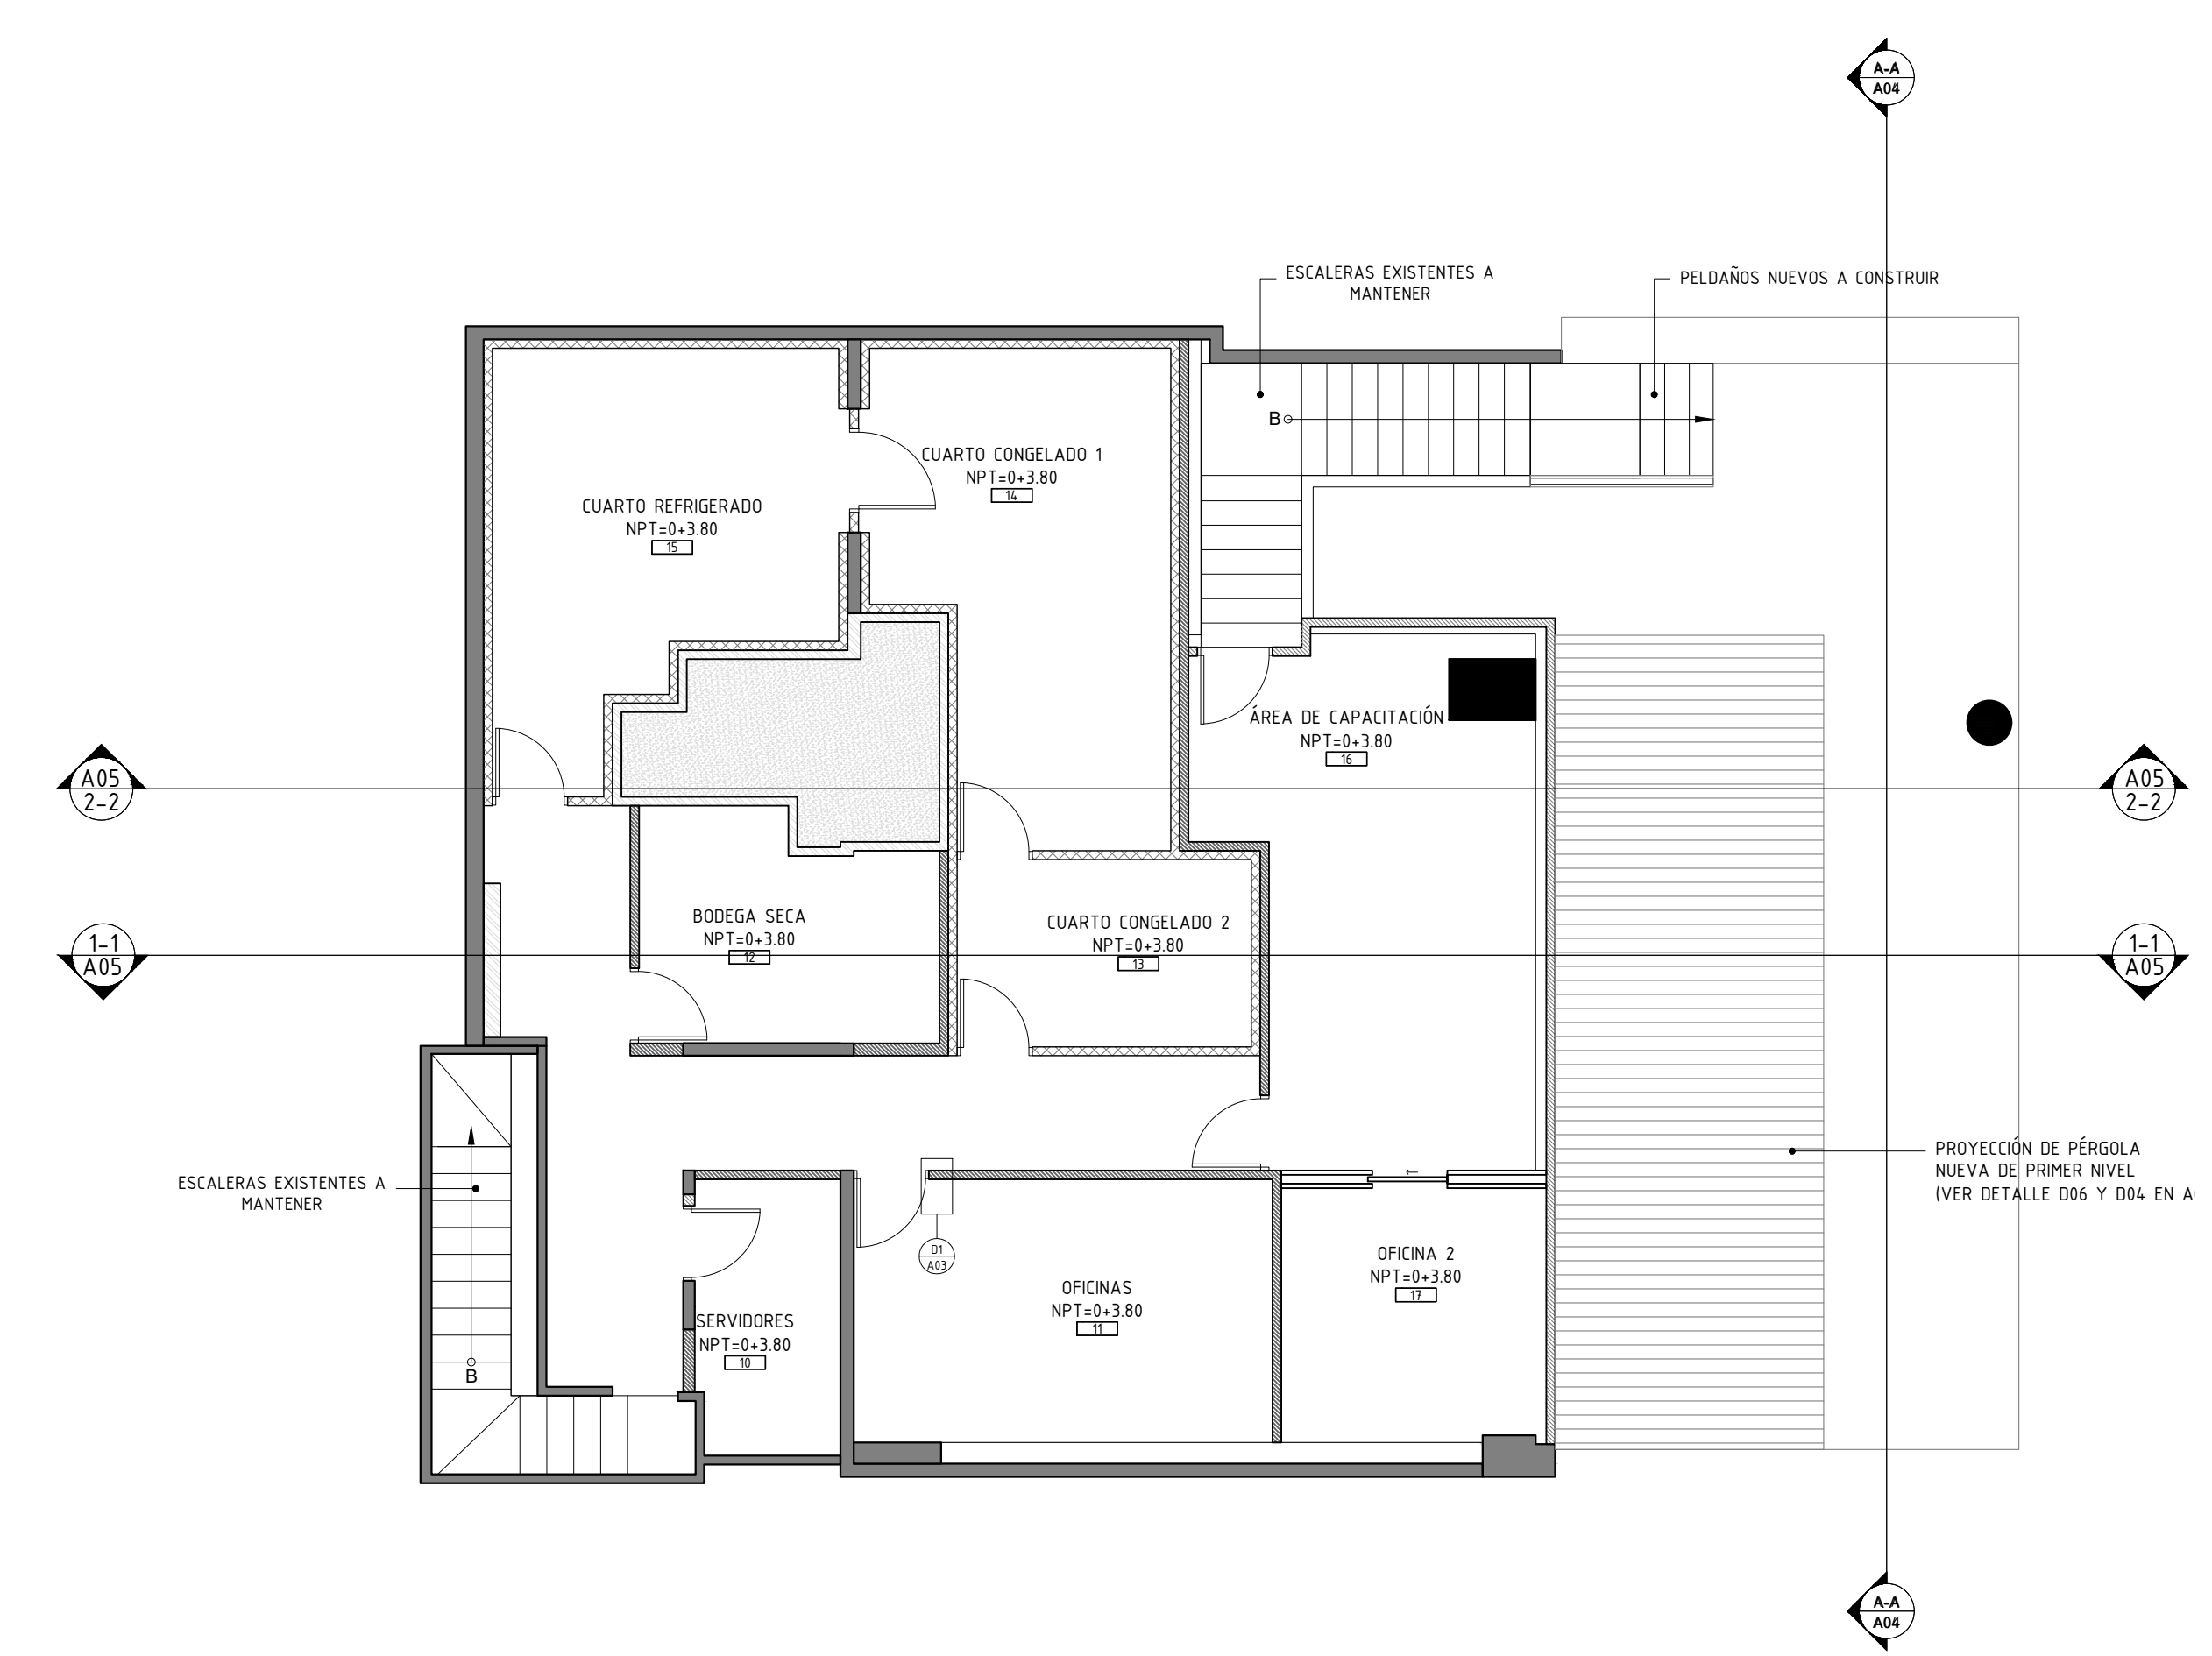 A-A
A04
ESCALERAS EXISTENTES A
MANTENER
PELDAÑOS NUEVOS A CONSTRUIR
B
CUARTO CONGELADO 1
NPT=0+3.80
14
CUARTO REFRIGERADO
NPT=0+3.80
15
ÁREA DE CAPACITACIÓN
NPT=0+3.80
16
A05
2-2
A05
2-2
BODEGA SECA
NPT=0+3.80
12
CUARTO CONGELADO 2
NPT=0+3.80
13
1-1
A05
1-1
A05
PROYECCIÓN DE PÉRGOLA
NUEVA DE PRIMER NIVEL
(VER DETALLE D06 Y D04 EN A
ESCALERAS EXISTENTES A
MANTENER
←
D1
A03
OFICINA 2
NPT=0+3.80
17
OFICINAS
NPT=0+3.80
11
SERVIDORES
NPT=0+3.80
10
B
A-A
A04